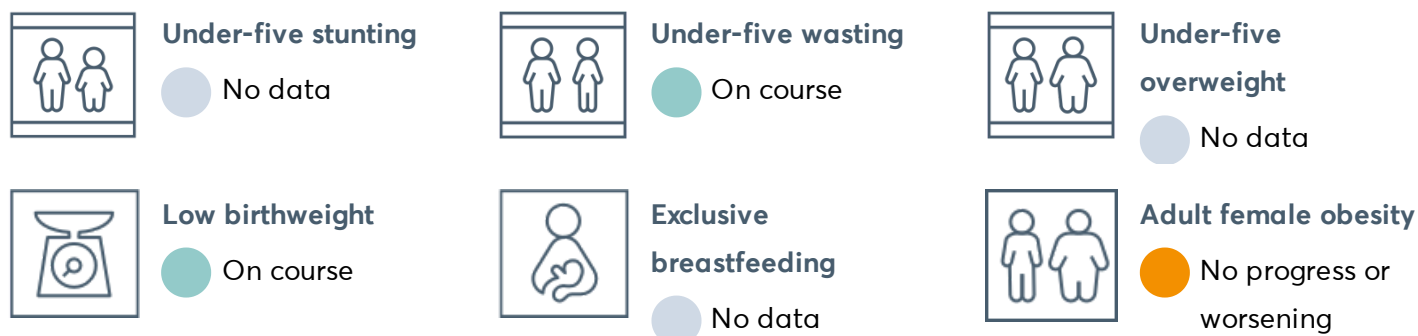 Under-five stunting
No data
Under-five wasting
On course
Under-five
overweight
No data
Low birthweight
On course
Exclusive
breastfeeding
No data
Adult female obesity
No progress or
worsening